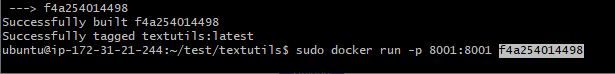 ---> f4a254014498
Successfully built f4a254014498
Successfully tagged textutils:latest
ubuntu@ip-172-31-21-244:~/test/textutils$ sudo docker run -p 8001:8001 f4a254014498